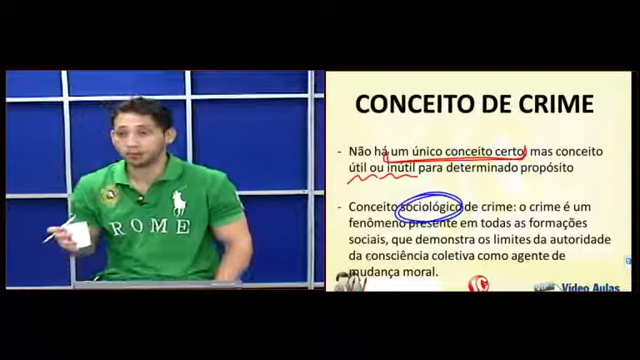 CONCEITO DE CRIME
- Não há um único conceito certo, mas conceito
útil ou inútil para determinado propósito
- Conceito sociológico de crime: o crime é um
fenômeno presente em todas as formações
sociais, que demonstra os limites da autoridade
da consciência coletiva como agente de
mudança moral.
ROME
Vídeo Aulas